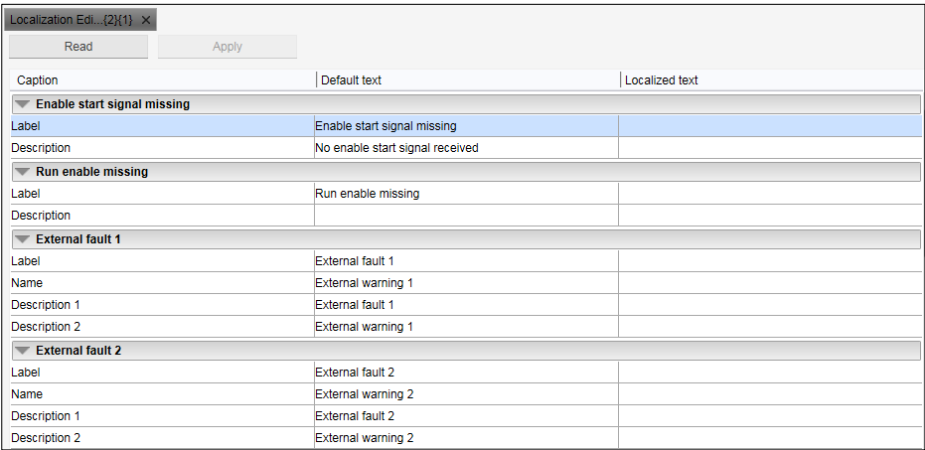 Localization Edi...{2}{1} ×
Read Apply
Caption Default text Localized text
Enable start signal missing
Label Enable start signal missing
Description No enable start signal received
Run enable missing
Label Run enable missing
Description
External fault 1
Label External fault 1
Name External warning 1
Description 1 External fault 1
Description 2 External warning 1
External fault 2
Label External fault 2
Name External warning 2
Description 1 External fault 2
Description 2 External warning 2